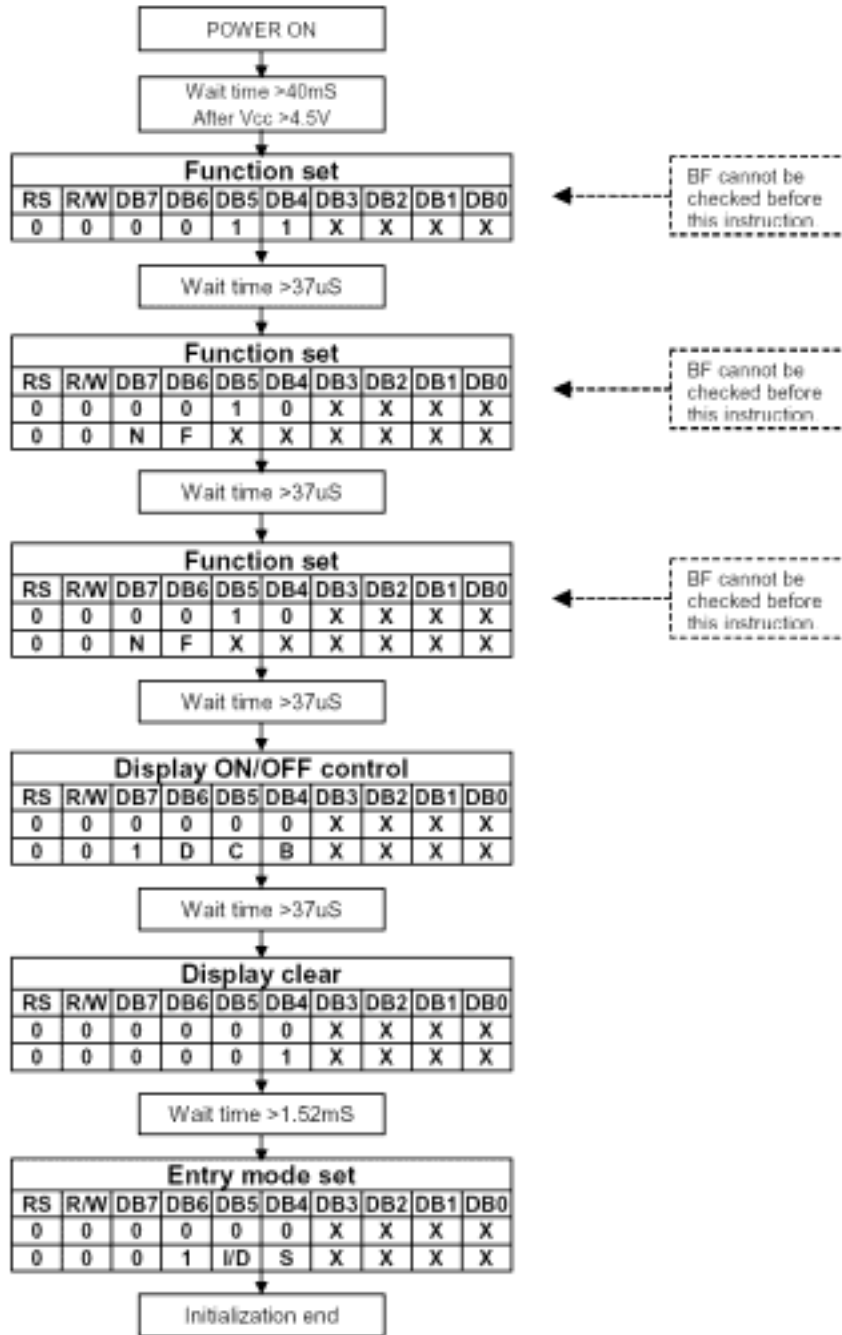 POWER ON
Wait time >40mS
After Vcc >4.5V
Function set
RS R/W DB7 DB6 DB5 DB4 DB3 DB2 DB1 DB0
0 0 0 0 1 1 X X X X
BF cannot be
checked before
this instruction.
Wait time >37uS
Function set
RS R/W DB7 DB6 DB5 DB4 DB3 DB2 DB1 DB0
0 0 0 0 1 0 X X X X
0 0 N F X X X X X X
BF cannot be
checked before
this instruction.
Wait time >37uS
Function set
RS R/W DB7 DB6 DB5 DB4 DB3 DB2 DB1 DB0
0 0 0 0 1 0 X X X X
0 0 N F X X X X X X
BF cannot be
checked before
this instruction.
Wait time >37uS
Display ON/OFF control
RS R/W DB7 DB6 DB5 DB4 DB3 DB2 DB1 DB0
0 0 0 0 0 0 X X X X
0 0 1 D C B X X X X
Wait time >37uS
Display clear
RS R/W DB7 DB6 DB5 DB4 DB3 DB2 DB1 DB0
0 0 0 0 0 0 X X X X
0 0 0 0 0 1 X X X X
Wait time >1.52mS
Entry mode set
RS R/W DB7 DB6 DB5 DB4 DB3 DB2 DB1 DB0
0 0 0 0 0 0 X X X X
0 0 0 1 I/D S X X X X
Initialization end